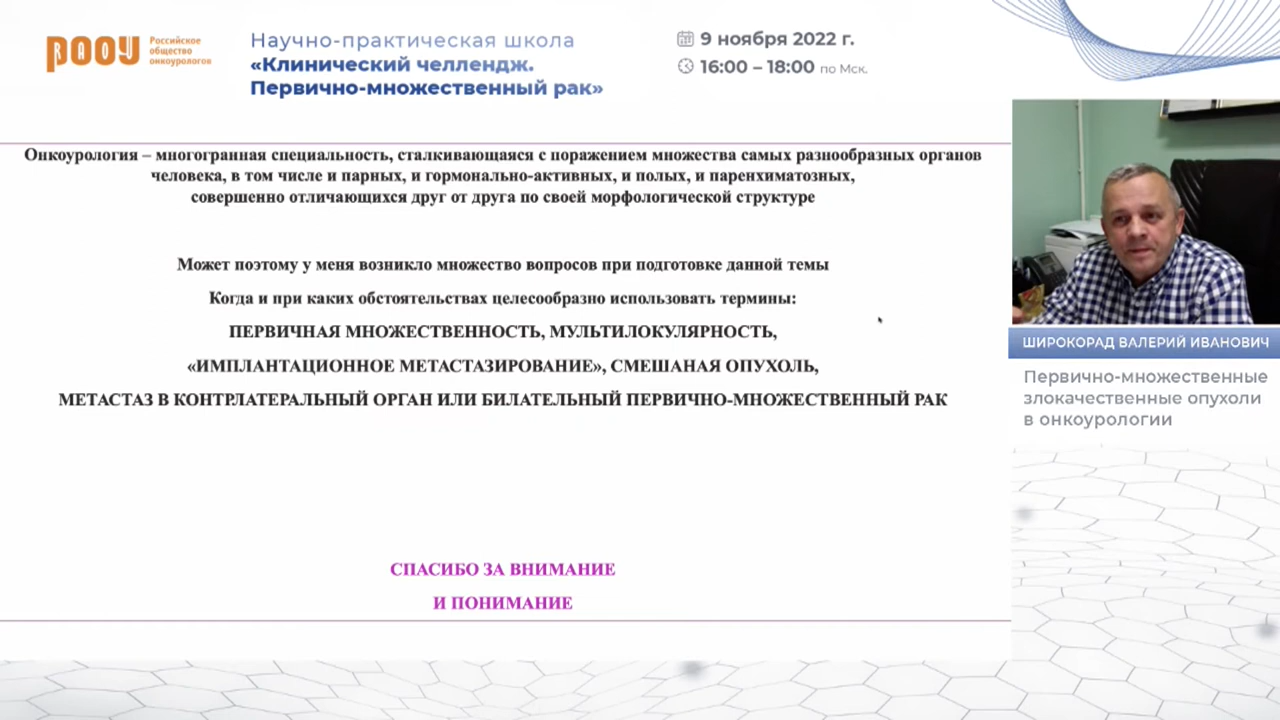 РАОУ
Российское
общество
онкоурологов
Научно-практическая школа
«Клинический челлендж.
Первично-множественный рак»
9 ноября 2022 г.
16:00 – 18:00 по Мск.
Онкоурология – многогранная специальность, сталкивающаяся с поражением множества самых разнообразных органов
человека, в том числе и парных, и гормонально-активных, и полых, и паренхиматозных,
совершенно отличающихся друг от друга по своей морфологической структуре
Может поэтому у меня возникло множество вопросов при подготовке данной темы
Когда и при каких обстоятельствах целесообразно использовать термины:
ПЕРВИЧНАЯ МНОЖЕСТВЕННОСТЬ, МУЛЬТИЛОКУЛЯРНОСТЬ,
«ИМПЛАНТАЦИОННОЕ МЕТАСТАЗИРОВАНИЕ», СМЕШАНАЯ ОПУХОЛЬ,
МЕТАСТАЗ В КОНТРЛАТЕРАЛЬНЫЙ ОРГАН ИЛИ БИЛАТЕЛЬНЫЙ ПЕРВИЧНО-МНОЖЕСТВЕННЫЙ РАК
СПАСИБО ЗА ВНИМАНИЕ
И ПОНИМАНИЕ
ШИРОКОРАД ВАЛЕРИЙ ИВАНОВИЧ
Первично-множественные
злокачественные опухоли
в онкоурологии